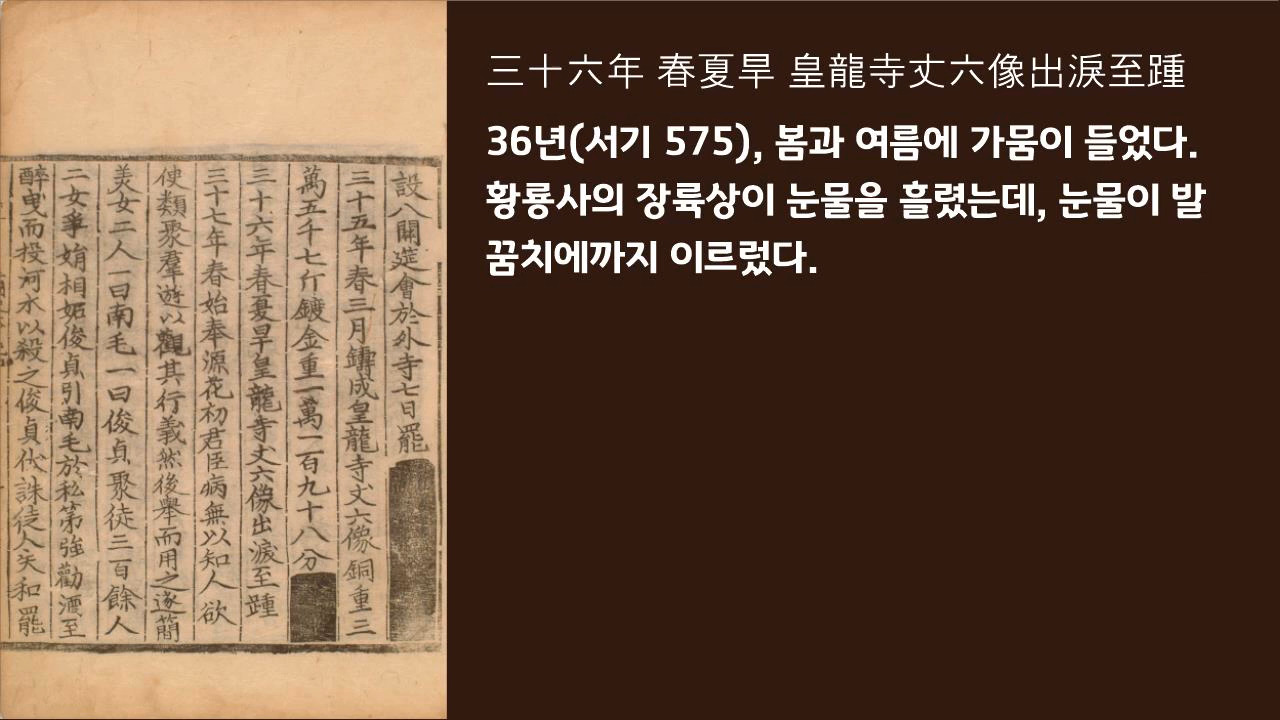 設八關筵會於外寺七日罷
三十五年春三月鑄成皇龍寺丈六像銅重三
萬五千七斤鍍金重一萬一百九十八分
三十六年春夏旱皇龍寺丈六像出淚至踵
三十七年春始奉源花初君臣病無以知人欲
使類聚羣遊以觀其行義然後舉而用之遂簡
美女二人一曰南毛一曰俊貞聚徒三百餘人
二女爭娟相妬俊貞引南毛於私第強勸酒至
醉曳而投河水以殺之俊貞伏誅徒人失和罷
三十六年 春夏旱 皇龍寺丈六像出淚至踵
36년(서기 575), 봄과 여름에 가뭄이 들었다.
황룡사의 장륙상이 눈물을 흘렸는데, 눈물이 발
꿈치에까지 이르렀다.